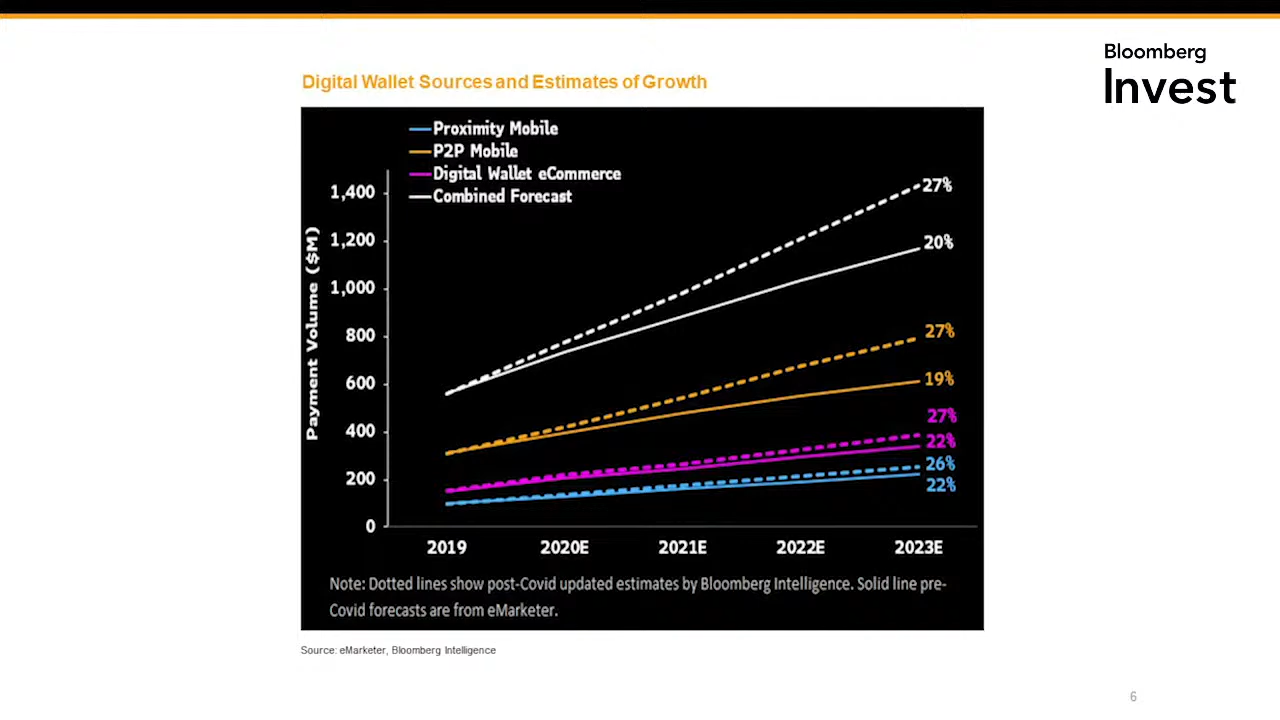 Bloomberg
Invest
Digital Wallet Sources and Estimates of Growth
Proximity Mobile
P2P Mobile
Digital Wallet eCommerce
Combined Forecast
Payment Volume ($M)
1,400
1,200
1,000
800
600
400
200
0
27%
20%
27%
19%
27%
22%
26%
22%
2019
2020E
2021E
2022E
2023E
Note: Dotted lines show post-Covid updated estimates by Bloomberg Intelligence. Solid line pre-
Covid forecasts are from eMarketer.
Source: eMarketer, Bloomberg Intelligence
6